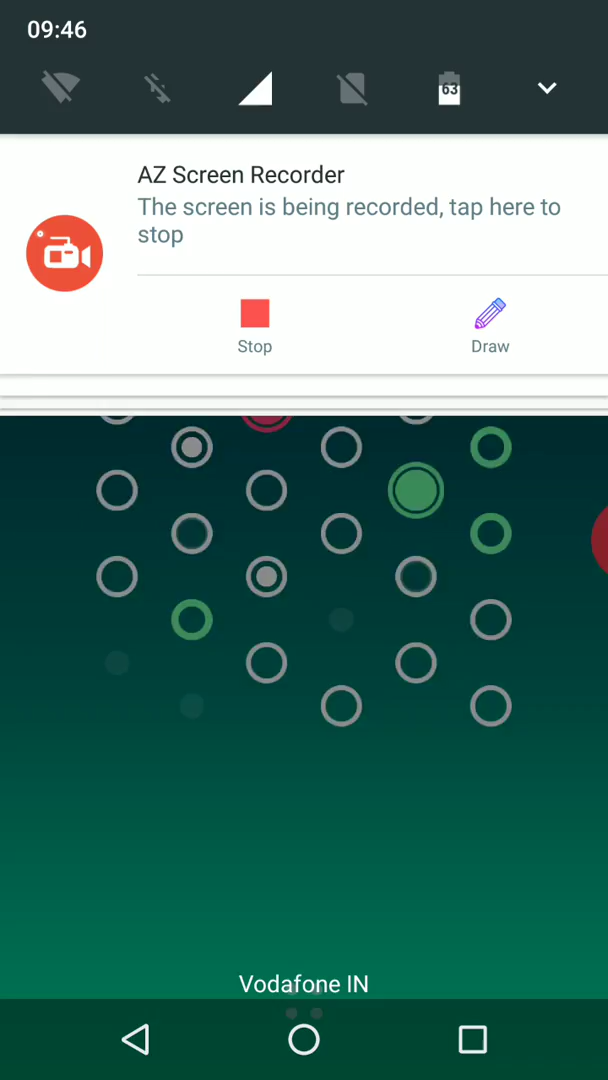 09:46
63
AZ Screen Recorder
The screen is being recorded, tap here to
stop
Stop
Draw
Vodafone IN